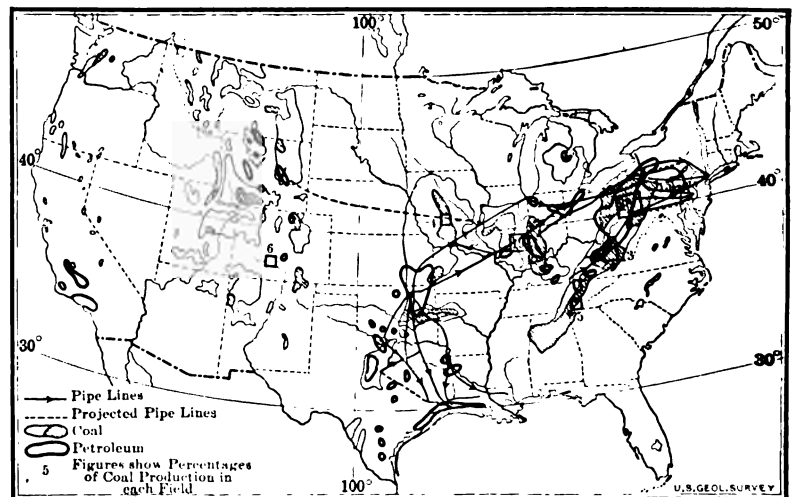 100°
50°
40°
40°
6
30°
30°
Pipe Lines
Projected Pipe Lines
Coal
Petroleum
5 Figures show Percentages
of Coal Production in
each Field
100°
U.S.GEOL.SURVEY